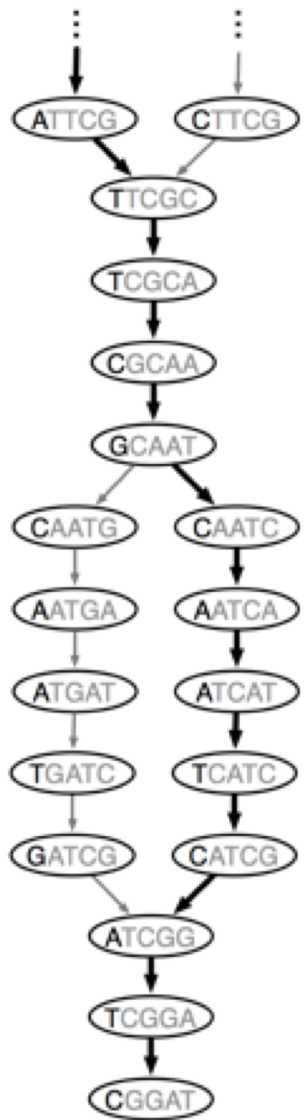 ATTCG CTTCG
TTCGC
TCGCA
CGCAA
GCAAT
CAATG CAATC
AATGA AATCA
ATGAT ATCAT
TGATC TCATC
GATCG CATCG
ATCGG
TCGGA
CGGAT